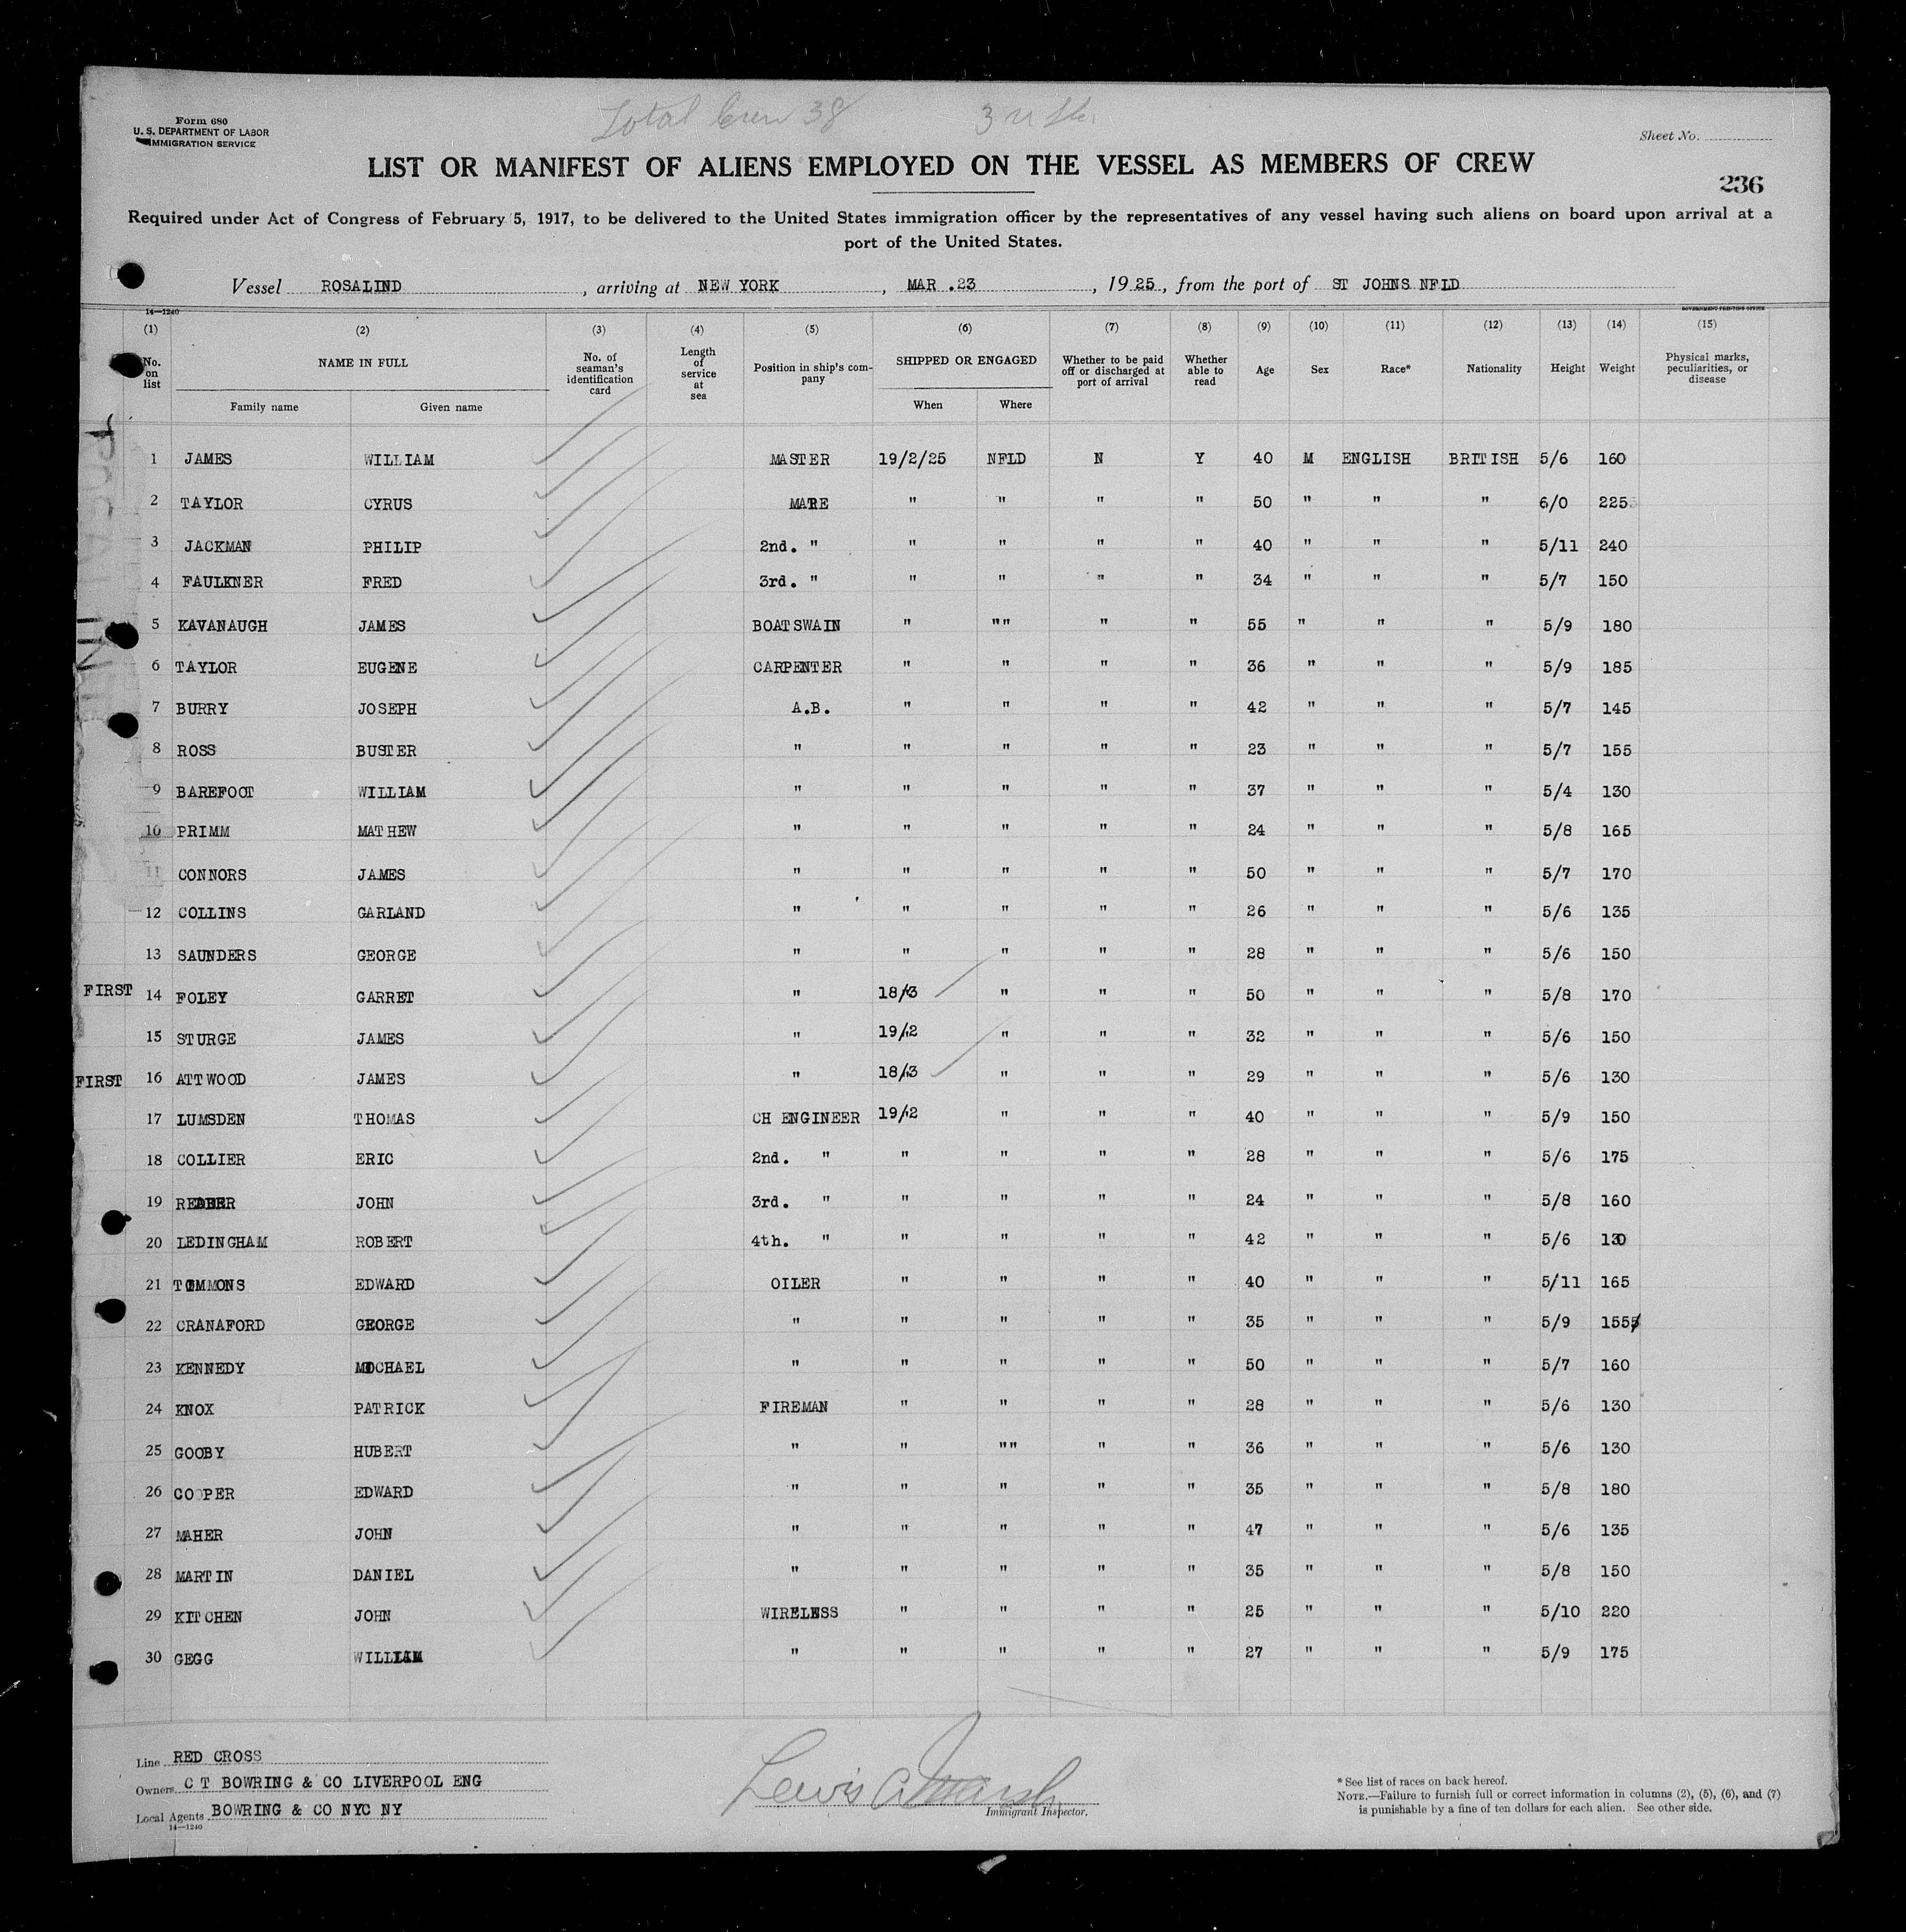 Total Crew 38
Form 680
U. S. DEPARTMENT OF LABOR
IMMIGRATION SERVICE
Sheet No.
LIST OR MANIFEST OF ALIENS EMPLOYED ON THE VESSEL AS MEMBERS OF CREW
236
Required under Act of Congress of February 5, 1917, to be delivered to the United States immigration officer by the representatives of any vessel having such aliens on board upon arrival at a
port of the United States.
Vessel ROSALIND, arriving at NEW YORK, MAR .23, 1925, from the port of ST JOHNS NFLD
14—1240 GOVERNMENT PRINTING OFFICE
(1) (2) (3) (4) (5) (6) (7) (8) (9) (10) (11) (12) (13) (14) (15)
No. on list NAME IN FULL No. of seaman's identification card Length of service at sea Position in ship's company SHIPPED OR ENGAGED Whether to be paid off or discharged at port of arrival Whether able to read Age Sex Race* Nationality Height Weight Physical marks, peculiarities, or disease
Family name Given name When Where
1 JAMES WILLIAM MASTER 19/2/25 NFLD N Y 40 M ENGLISH BRITISH 5/6 160
2 TAYLOR CYRUS MATE " " " " 50 " " " 6/0 225
3 JACKMAN PHILIP 2nd. " " " " " 40 " " " 5/11 240
4 FAULKNER FRED 3rd. " " " " " 34 " " " 5/7 150
5 KAVANAUGH JAMES BOATSWAIN " "" " " 55 " " " 5/9 180
6 TAYLOR EUGENE CARPENTER " " " " 36 " " " 5/9 185
7 BURRY JOSEPH A.B. " " " " 42 " " " 5/7 145
8 ROSS BUSTER " " " " " 23 " " " 5/7 155
9 BAREFOOT WILLIAM " " " " " 37 " " " 5/4 130
10 PRIMM MATHEW " " " " " 24 " " " 5/8 165
11 CONNORS JAMES " " " " " 50 " " " 5/7 170
12 COLLINS GARLAND " " " " " 26 " " " 5/6 135
13 SAUNDERS GEORGE " " " " " 28 " " " 5/6 150
FIRST 14 FOLEY GARRET " 18/3 " " " 50 " " " 5/8 170
15 STURGE JAMES " 19/2 " " " 32 " " " 5/6 150
FIRST 16 ATTWOOD JAMES " 18/3 " " " 29 " " " 5/6 130
17 LUMSDEN THOMAS CH ENGINEER 19/2 " " " 40 " " " 5/9 150
18 COLLIER ERIC 2nd. " " " " " 28 " " " 5/6 175
19 JOHN 3rd. " " " " " 24 " " " 5/8 160
20 LEDINGHAM ROBERT 4th. " " " " " 42 " " " 5/6 130
21 EDWARD OILER " " " " 40 " " " 5/11 165
22 CRANAFORD GEORGE " " " " " 35 " " " 5/9 155
23 KENNEDY MICHAEL " " " " " 50 " " " 5/7 160
24 KNOX PATRICK FIREMAN " " " " 28 " " " 5/6 130
25 GOOBY HUBERT " " "" " " 36 " " " 5/6 130
26 COOPER EDWARD " " " " " 35 " " " 5/8 180
27 MAHER JOHN " " " " " 47 " " " 5/6 135
28 MARTIN DANIEL " " " " " 35 " " " 5/8 150
29 KITCHEN JOHN WIRELESS " " " " 25 " " " 5/10 220
30 GEGG WILLIAM " " " " " 27 " " " 5/9 175
Line RED CROSS
Owners C T BOWRING & CO LIVERPOOL ENG
Local Agents BOWRING & CO NYC NY
14—1240
Lewis
Immigrant Inspector.
* See list of races on back hereof.
NOTE.—Failure to furnish full or correct information in columns (2), (5), (6), and (7)
is punishable by a fine of ten dollars for each alien. See other side.